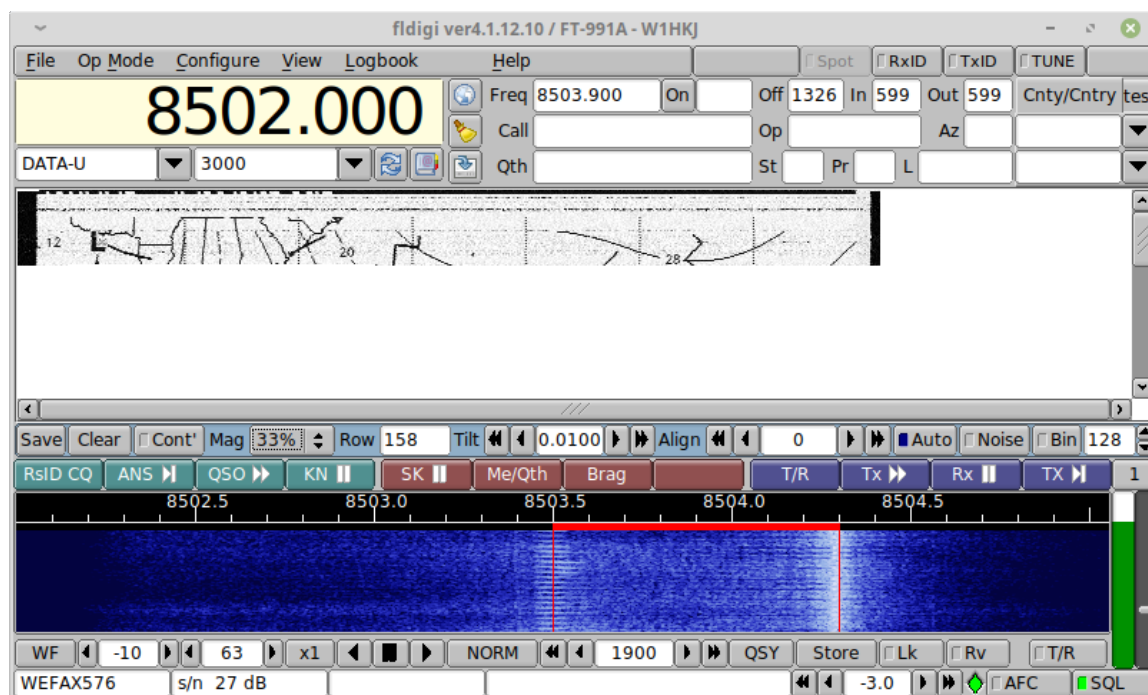 fldigi ver4.1.12.10 / FT-991A - W1HKJ
File Op Mode Configure View Logbook Help Spot RxID TxID TUNE
8502.000 Freq 8503.900 On Off 1326 In 599 Out 599 Cnty/Cntry tes
Call Op Az
DATA-U 3000 Qth St Pr L
12 L 20 28
Save Clear Cont' Mag 33% Row 158 Tilt 0.0100 Align 0 Auto Noise Bin 128
RsID CQ ANS QSO KN SK Me/Qth Brag T/R Tx Rx TX 1
8502.5 8503.0 8503.5 8504.0 8504.5
WF -10 63 x1 NORM 1900 QSY Store Lk Rv T/R
WEFAX576 s/n 27 dB -3.0 AFC SQL